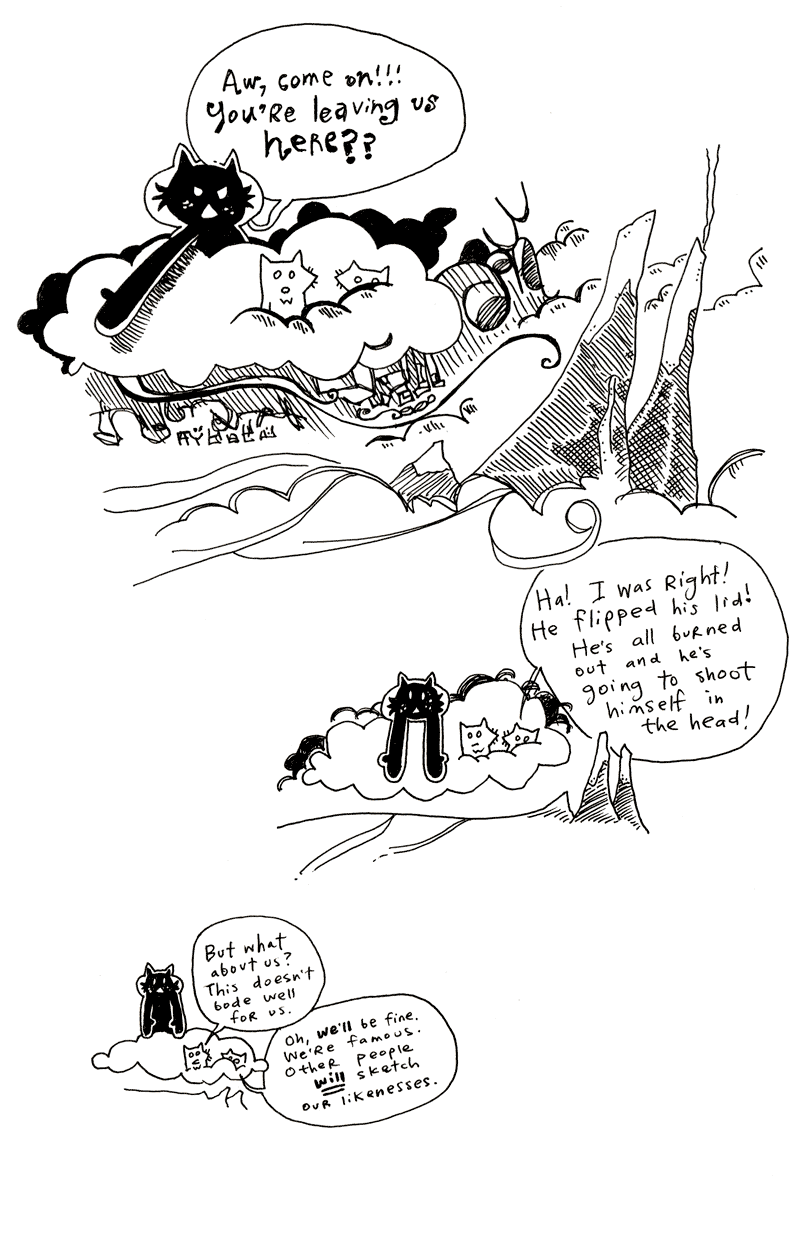 Aw, come on!!!
You're leaving us
here??
Ha! I was Right!
He flipped his lid!
He's all burned
out and he's
going to shoot
himself in
the head!
But what
about us?
This doesn't
bode well
for us.
Oh, we'll be fine.
We're famous.
Other people
will sketch
our likenesses.